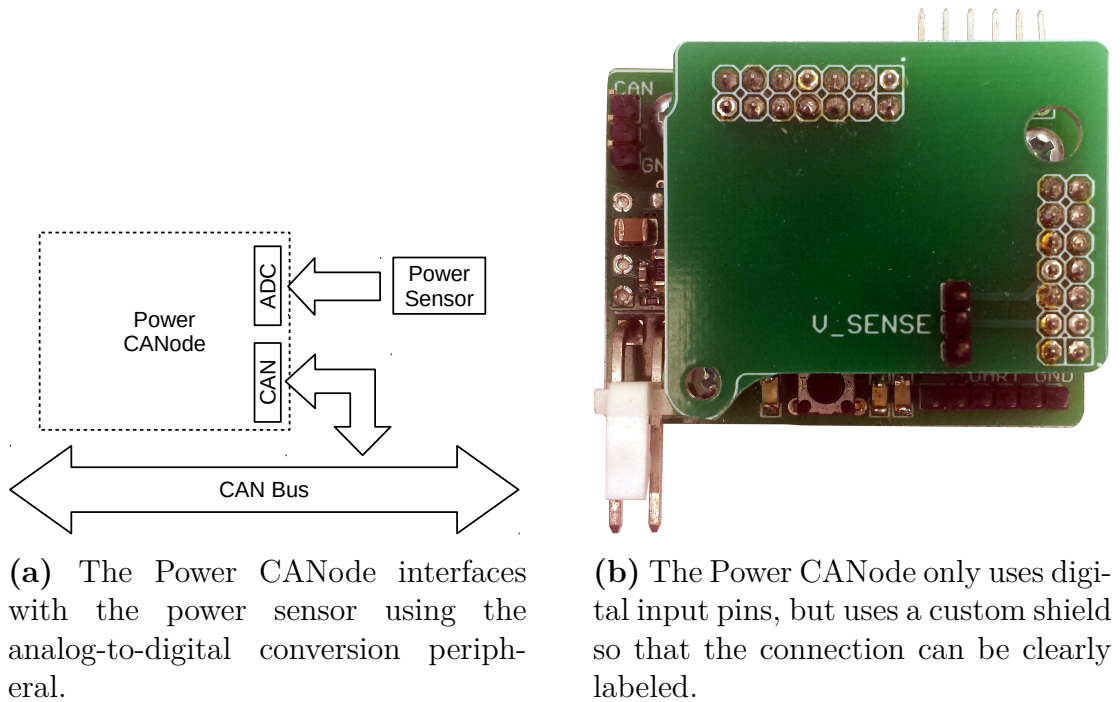 ADC
Power
Sensor
Power
CANode
CAN
CAN Bus
CAN
V_SENSE
UART GND
(a) The Power CANode interfaces
with the power sensor using the
analog-to-digital conversion periph-
eral.
(b) The Power CANode only uses digi-
tal input pins, but uses a custom shield
so that the connection can be clearly
labeled.